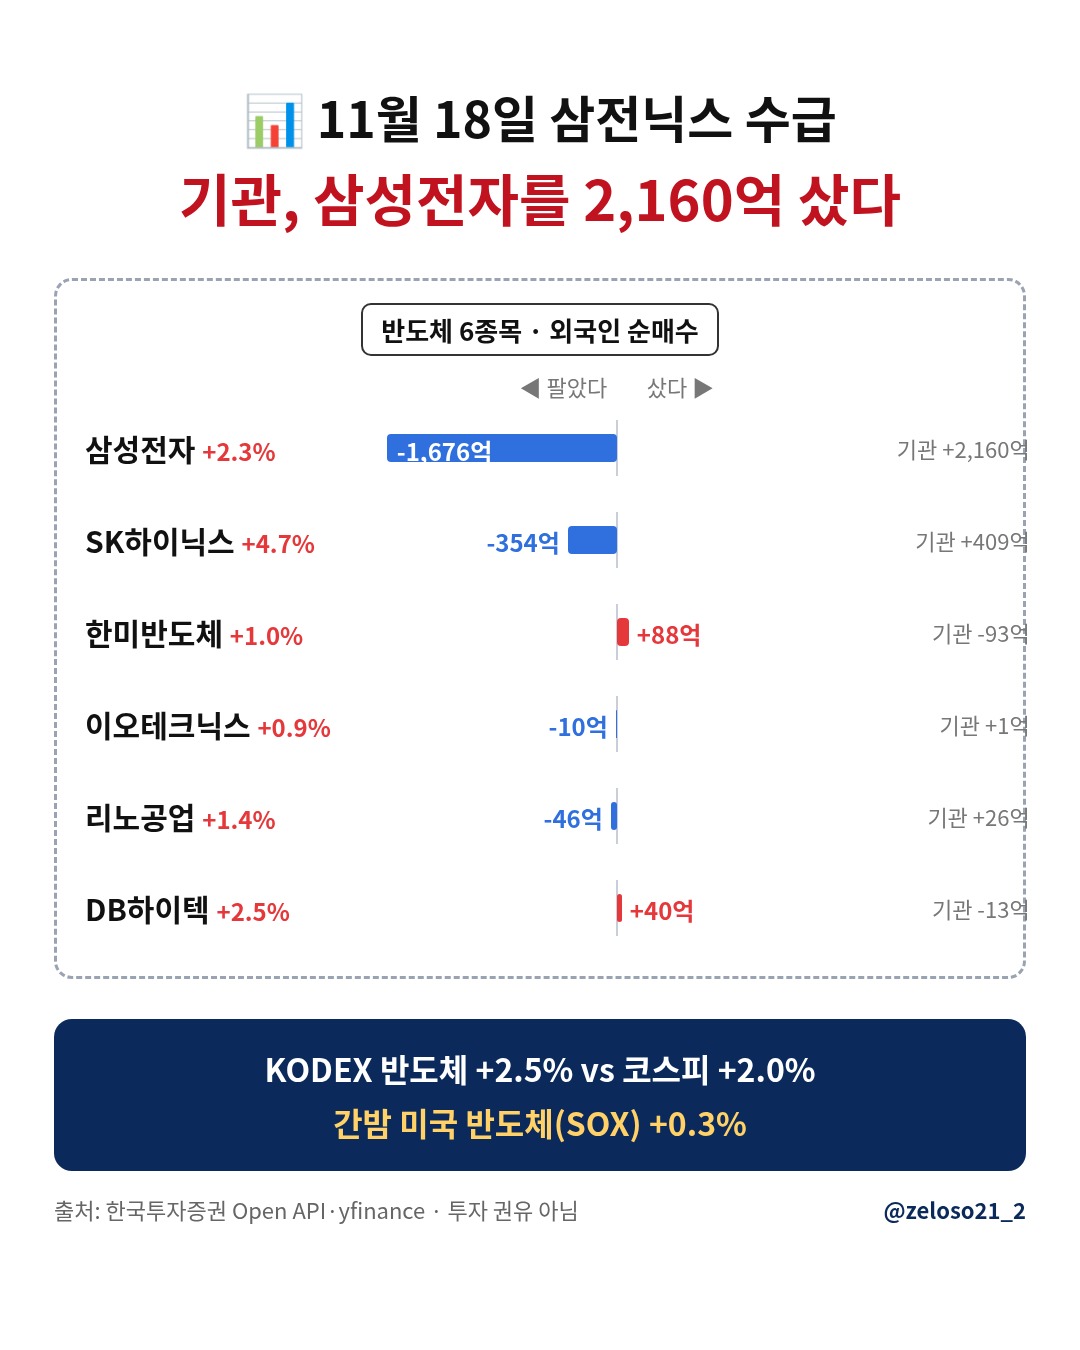 📊 11월 18일 삼전닉스 수급
기관, 삼성전자를 2,160억 샀다
반도체 6종목 · 외국인 순매수
◀ 팔았다 샀다 ▶
삼성전자 +2.3% -1,676억 기관 +2,160억
SK하이닉스 +4.7% -354억 기관 +409억
한미반도체 +1.0% +88억 기관 -93억
이오테크닉스 +0.9% -10억 기관 +1억
리노공업 +1.4% -46억 기관 +26억
DB하이텍 +2.5% +40억 기관 -13억
KODEX 반도체 +2.5% vs 코스피 +2.0%
간밤 미국 반도체(SOX) +0.3%
출처: 한국투자증권 Open API·yfinance · 투자 권유 아님 @zeloso21_2